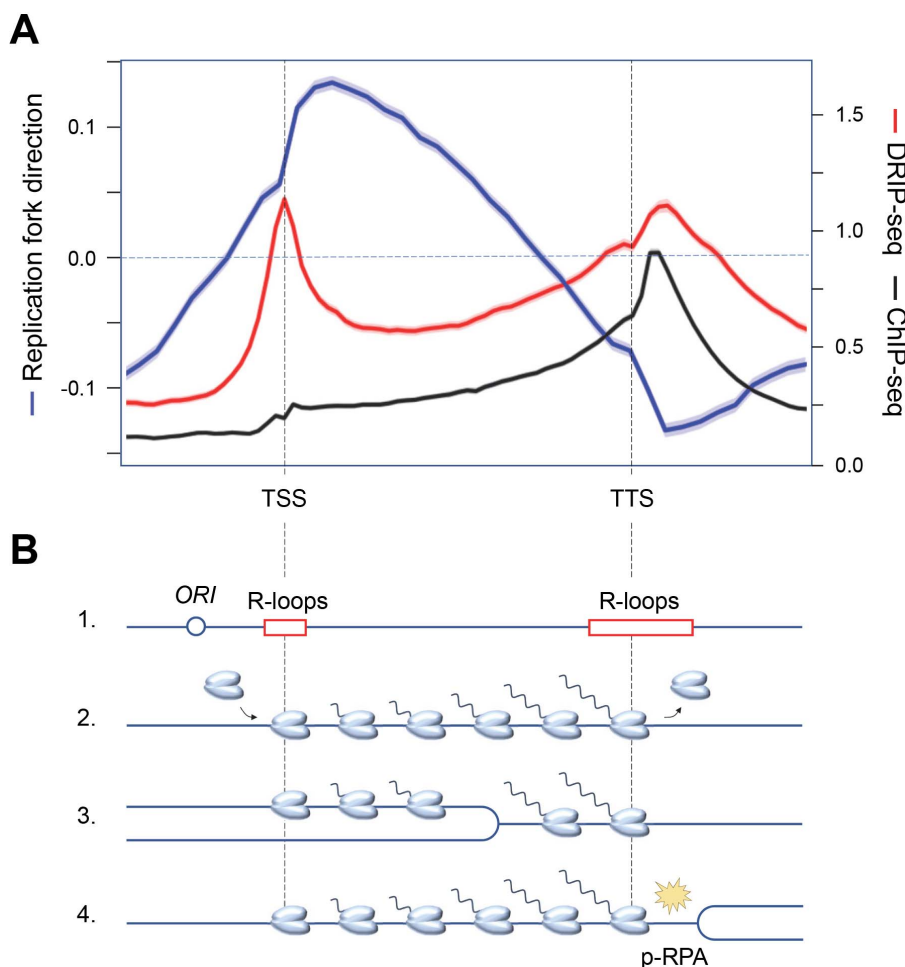 A
Replication fork direction
0.1
0.0
-0.1
1.5
1.0
0.5
0.0
DRIP-seq
ChIP-seq
TSS
TTS
B
1.
ORI
R-loops
R-loops
2.
3.
4.
p-RPA